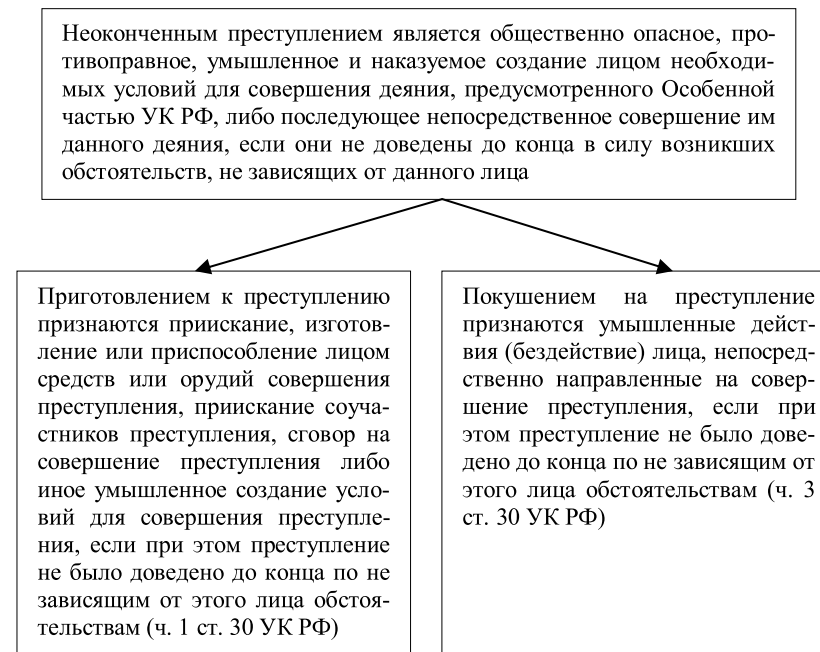 Неоконченным преступлением является общественно опасное, про-
тивоправное, умышленное и наказуемое создание лицом необходи-
мых условий для совершения деяния, предусмотренного Особенной
частью УК РФ, либо последующее непосредственное совершение им
данного деяния, если они не доведены до конца в силу возникших
обстоятельств, не зависящих от данного лица
Приготовлением к преступлению
признаются приискание, изготов-
ление или приспособление лицом
средств или орудий совершения
преступления, приискание соуча-
стников преступления, сговор на
совершение преступления либо
иное умышленное создание усло-
вий для совершения преступле-
ния, если при этом преступление
не было доведено до конца по не
зависящим от этого лица обстоя-
тельствам (ч. 1 ст. 30 УК РФ)
Покушением на преступление
признаются умышленные дейст-
вия (бездействие) лица, непосред-
ственно направленные на совер-
шение преступления, если при
этом преступление не было дове-
дено до конца по не зависящим от
этого лица обстоятельствам (ч. 3
ст. 30 УК РФ)